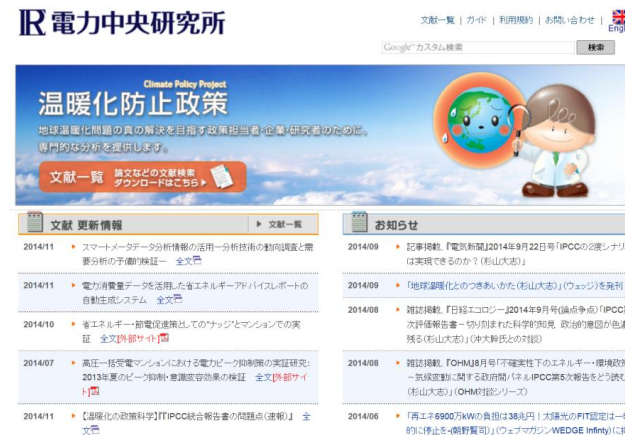 電力中央研究所
文献一覧 | ガイド | 利用規約 | お問い合わせ |
Google カスタム検索
検索
Climate Policy Project
温暖化防止政策
地球温暖化問題の真の解決を目指す政策担当者・企業・研究者のために。
専門的な分析を提供します。
文献一覧 論文などの文献検索
ダウンロードはこちら
文献 更新情報
文献一覧
2014/11 スマートメータデータ分析情報の活用ー分析技術の動向調査と需
要分析の予備的検証ー 全文
2014/11 電力消費量データを活用した省エネルギーアドバイスレポートの
自動生成システム 全文
2014/10 省エネルギー・節電促進策としての"ナッジ"とマンションでの実
証 全文[外部サイト]
2014/07 高圧一括受電マンションにおける電力ピーク抑制策の実証研究:
2013年夏のピーク抑制・意識変容効果の検証 全文[外部サイ
ト]
2014/11 【温暖化の政策科学】『IPCC統合報告書の問題点(速報)』 全
文
お知らせ
2014/09 記事掲載、『電気新聞』2014年9月22日号「IPCCの2度シナリ
は実現できるのか?(杉山大志)」
2014/09 「地球温暖化とのつきあいかた(杉山大志)」(ウェッジ)を発刊
2014/08 雑誌掲載、『日経エコロジー』2014年9月号(論点争点)「IPCC
次評価報告書－切り刻まれた科学的知見 政治的意図が色
残る(杉山大志)」(沖大幹氏との対談)
2014/08 雑誌掲載、『OHM』8月号「不確実性下のエネルギー・環境政
－気候変動に関する政府間パネルIPCC第5次報告をどう読む
(杉山大志)」(OHM対談シリーズ)
2014/06 「再エネ6900万kWの負担は38兆円！太陽光のFIT認定は一
的に停止を(朝野賢司)」(ウェブマガジンWEDGE Infinty)に